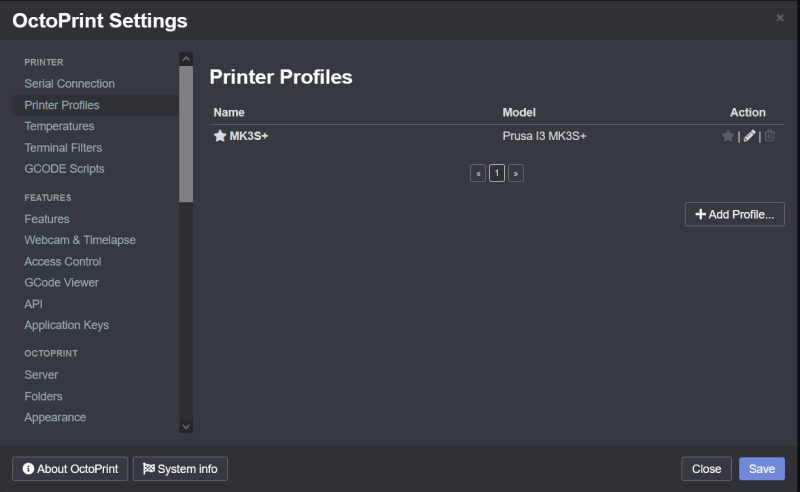 OctoPrint Settings
×
PRINTER
Serial Connection
Printer Profiles
Temperatures
Terminal Filters
GCODE Scripts
FEATURES
Features
Webcam & Timelapse
Access Control
GCode Viewer
API
Application Keys
OCTOPRINT
Server
Folders
Appearance
Printer Profiles
Name Model Action
MK3S+ Prusa I3 MK3S+ | |
« 1 »
Add Profile...
About OctoPrint System info Close Save